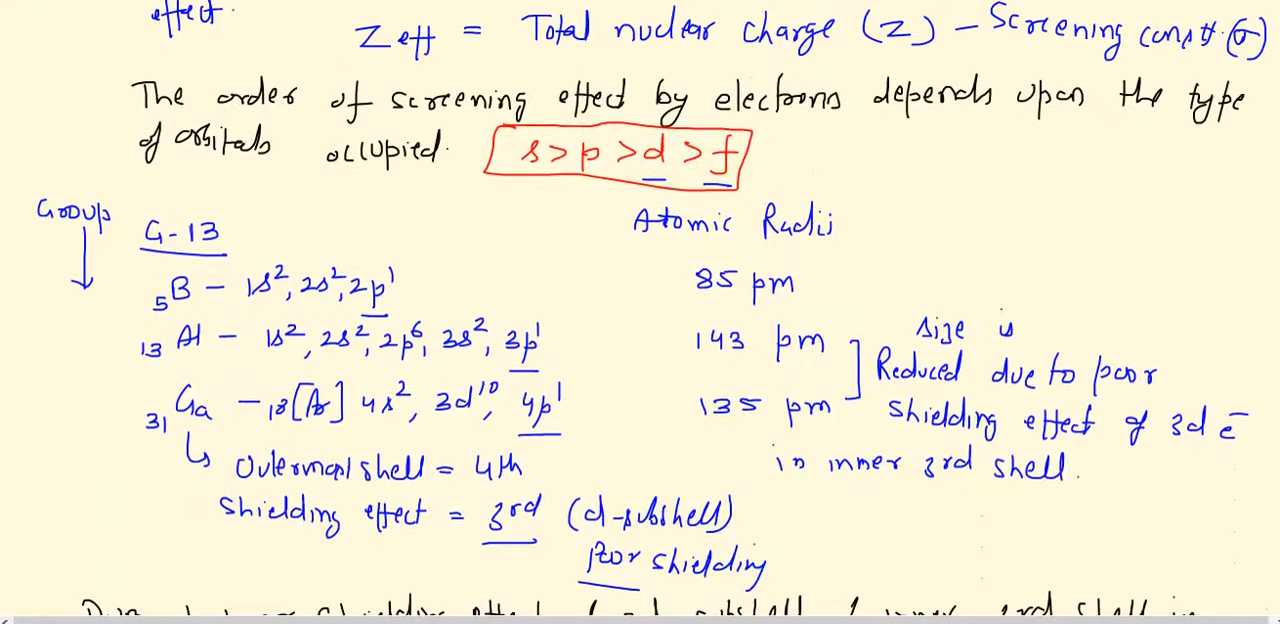 effect.
Zeff = Total nuclear charge (Z) – Screening constt. (σ)
The order of screening effect by electrons depends upon the type
of orbitals occupied. s > p > d > f
Group G-13 Atomic Radii
₅B – 1s², 2s², 2p¹ 85 pm
₁₃Al – 1s², 2s², 2p⁶, 3s², 3p¹ 143 pm ] size is
Reduced due to poor
₃₁Ga – ₁₈[Ar] 4s², 3d¹⁰, 4p¹ 135 pm shielding effect of 3d e⁻
↳ Outermost shell = 4th in inner 3rd shell.
Shielding effect = 3rd (d-subshell)
Poor shielding